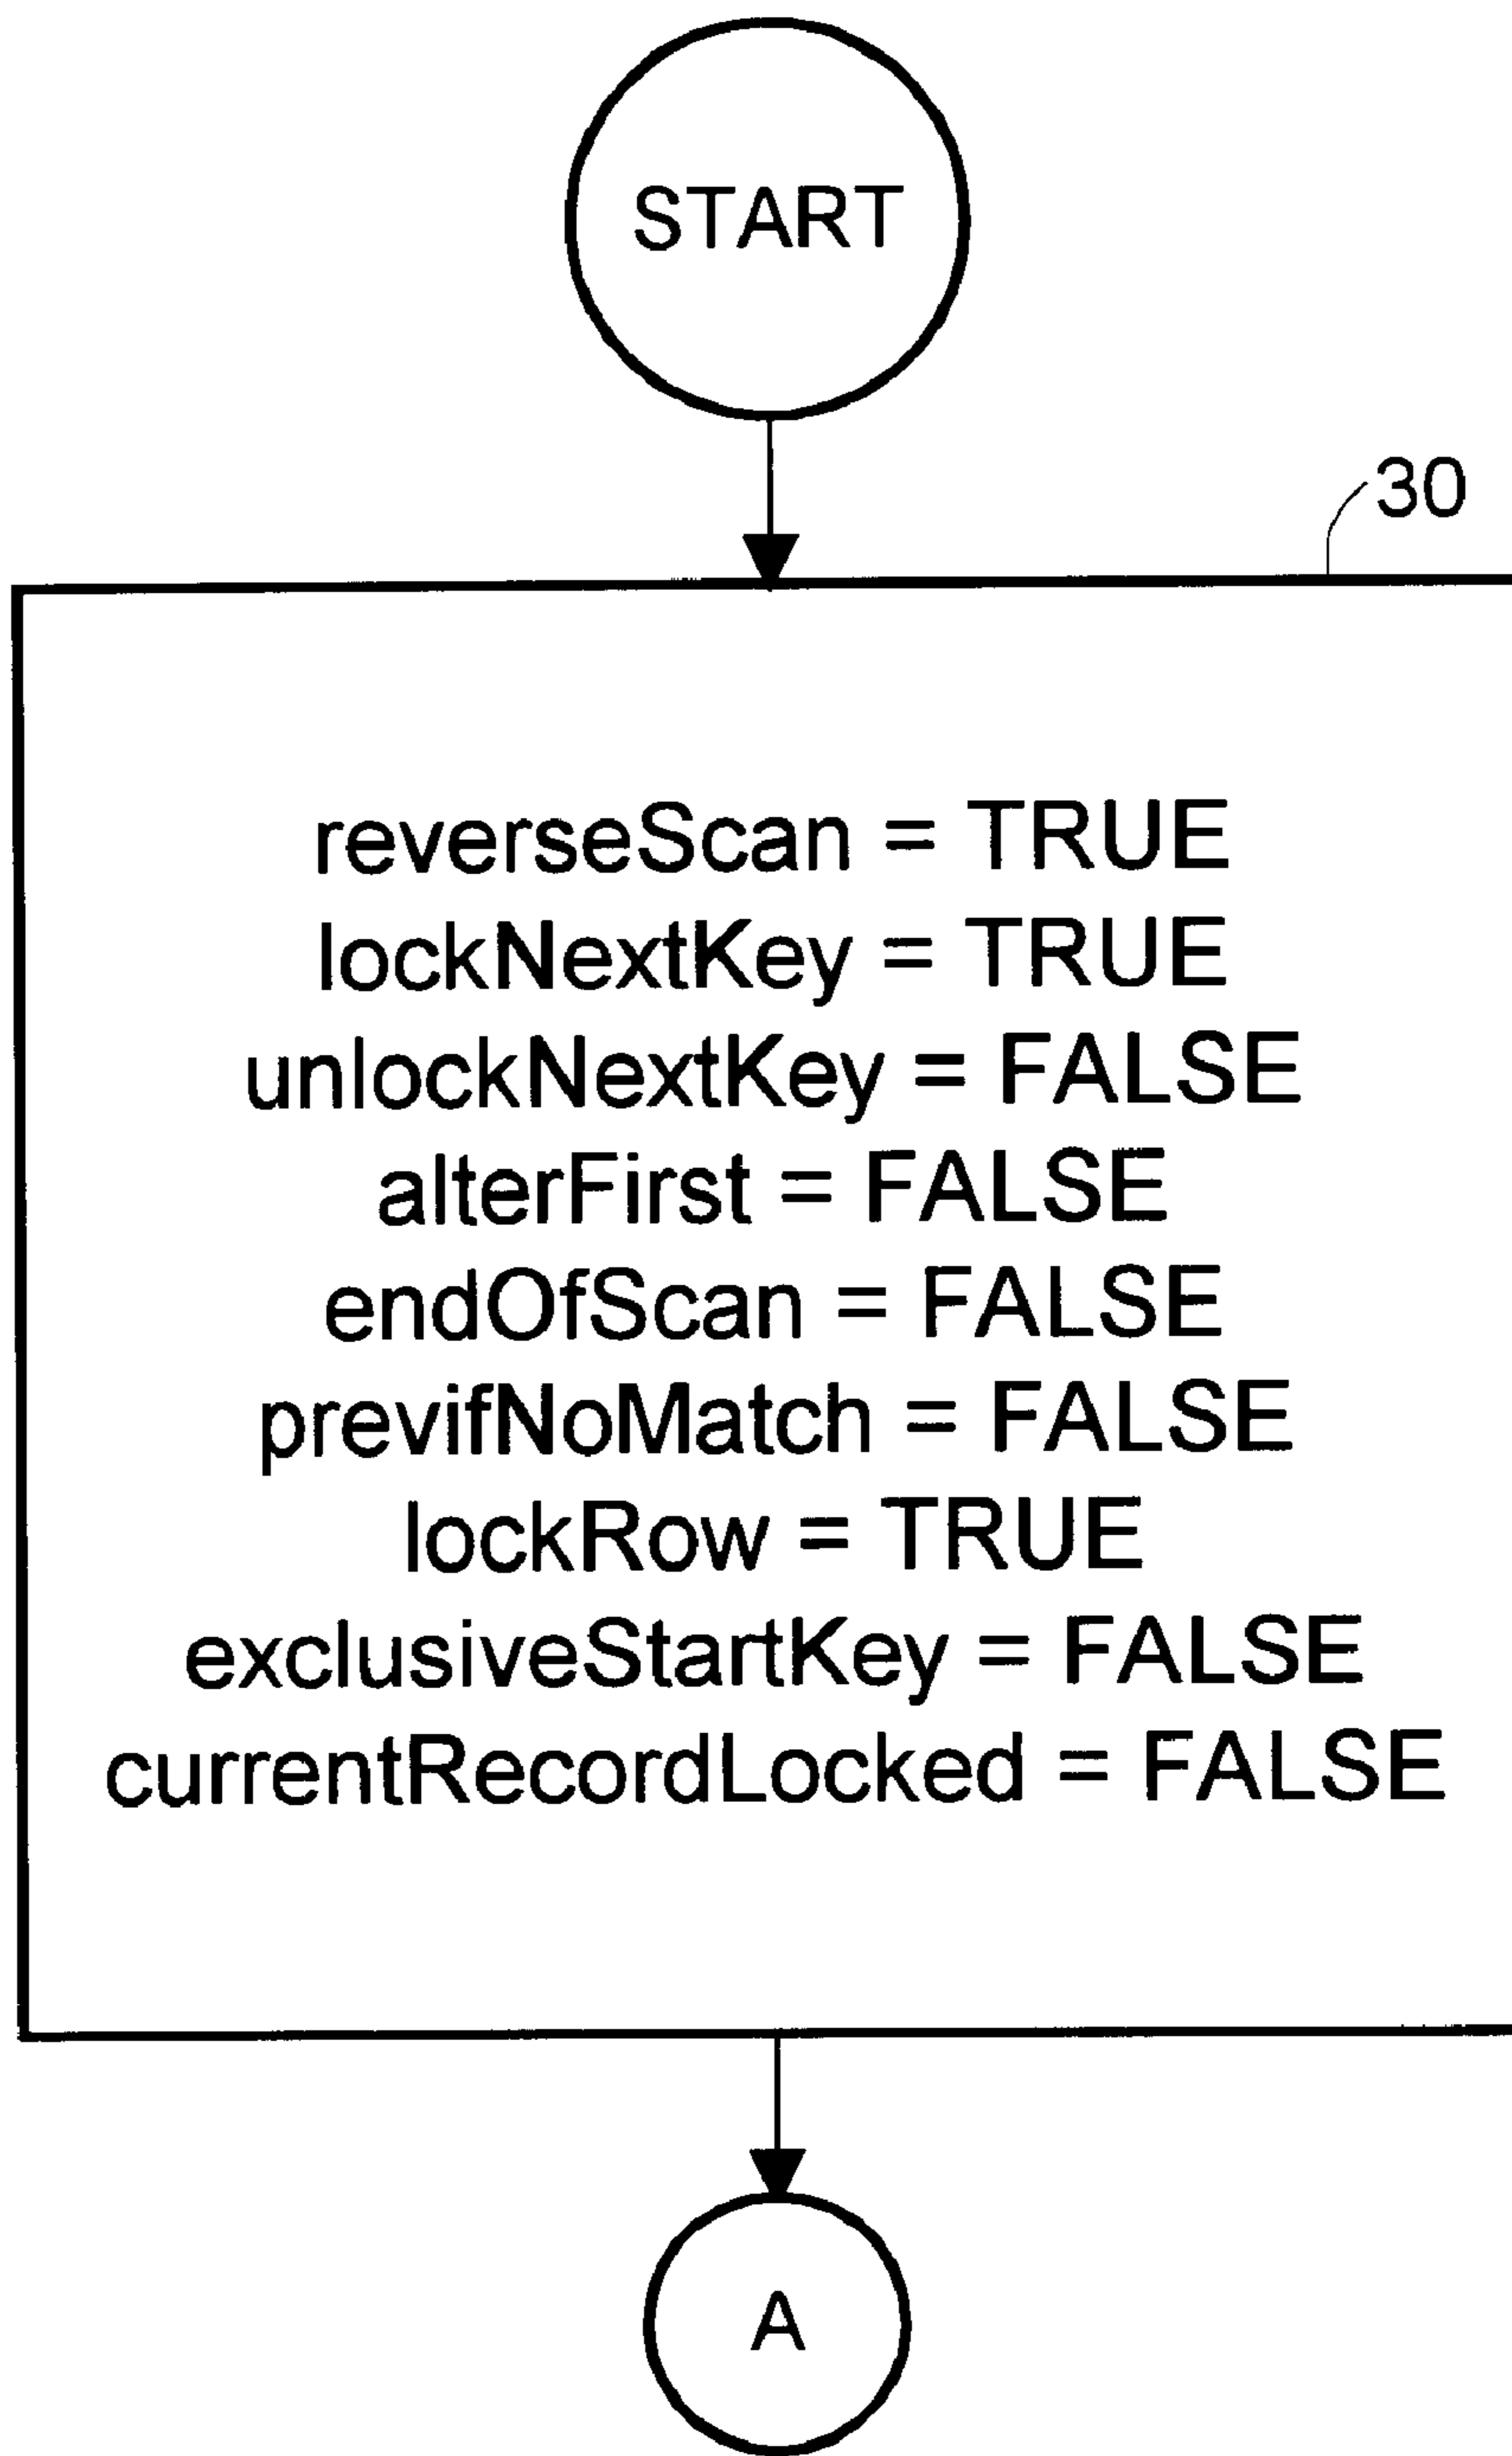 START
30
reverseScan = TRUE
lockNextKey = TRUE
unlockNextKey = FALSE
alterFirst = FALSE
endOfScan = FALSE
previfNoMatch = FALSE
lockRow = TRUE
exclusiveStartKey = FALSE
currentRecordLocked = FALSE
A